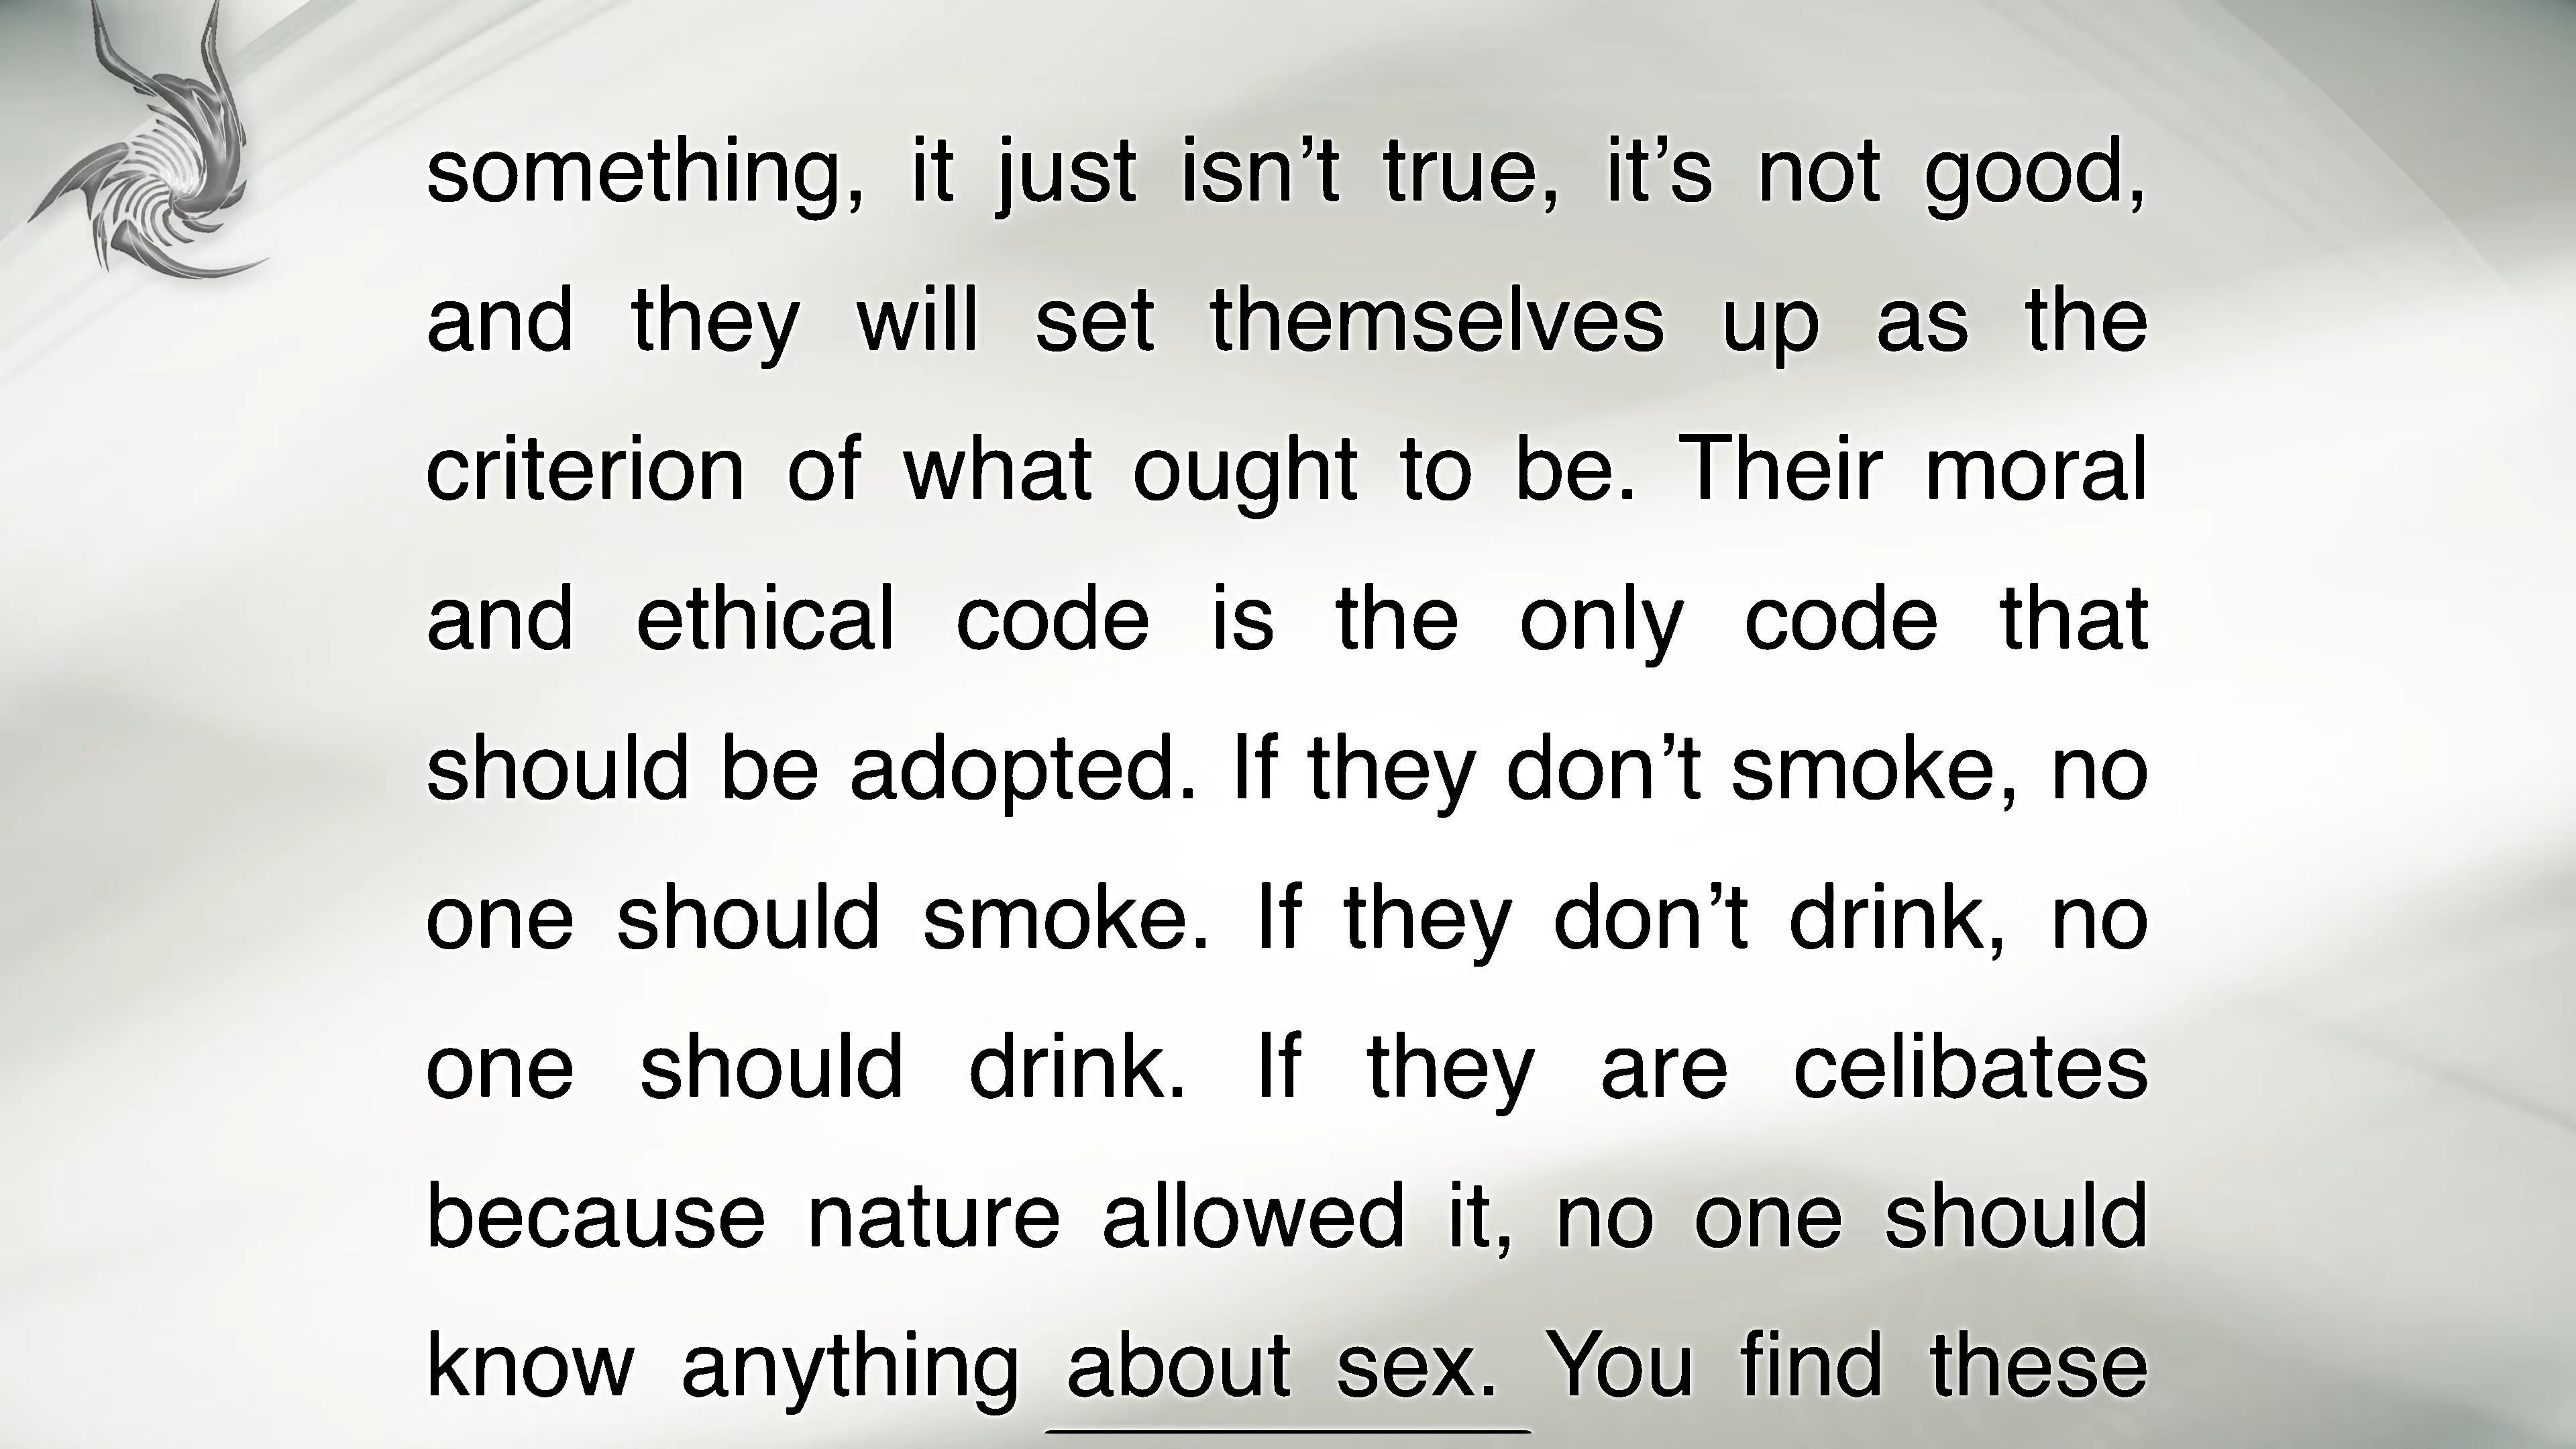 something, it just isn’t true, it’s not good,
and they will set themselves up as the
criterion of what ought to be. Their moral
and ethical code is the only code that
should be adopted. If they don’t smoke, no
one should smoke. If they don’t drink, no
one should drink. If they are celibates
because nature allowed it, no one should
know anything about sex. You find these